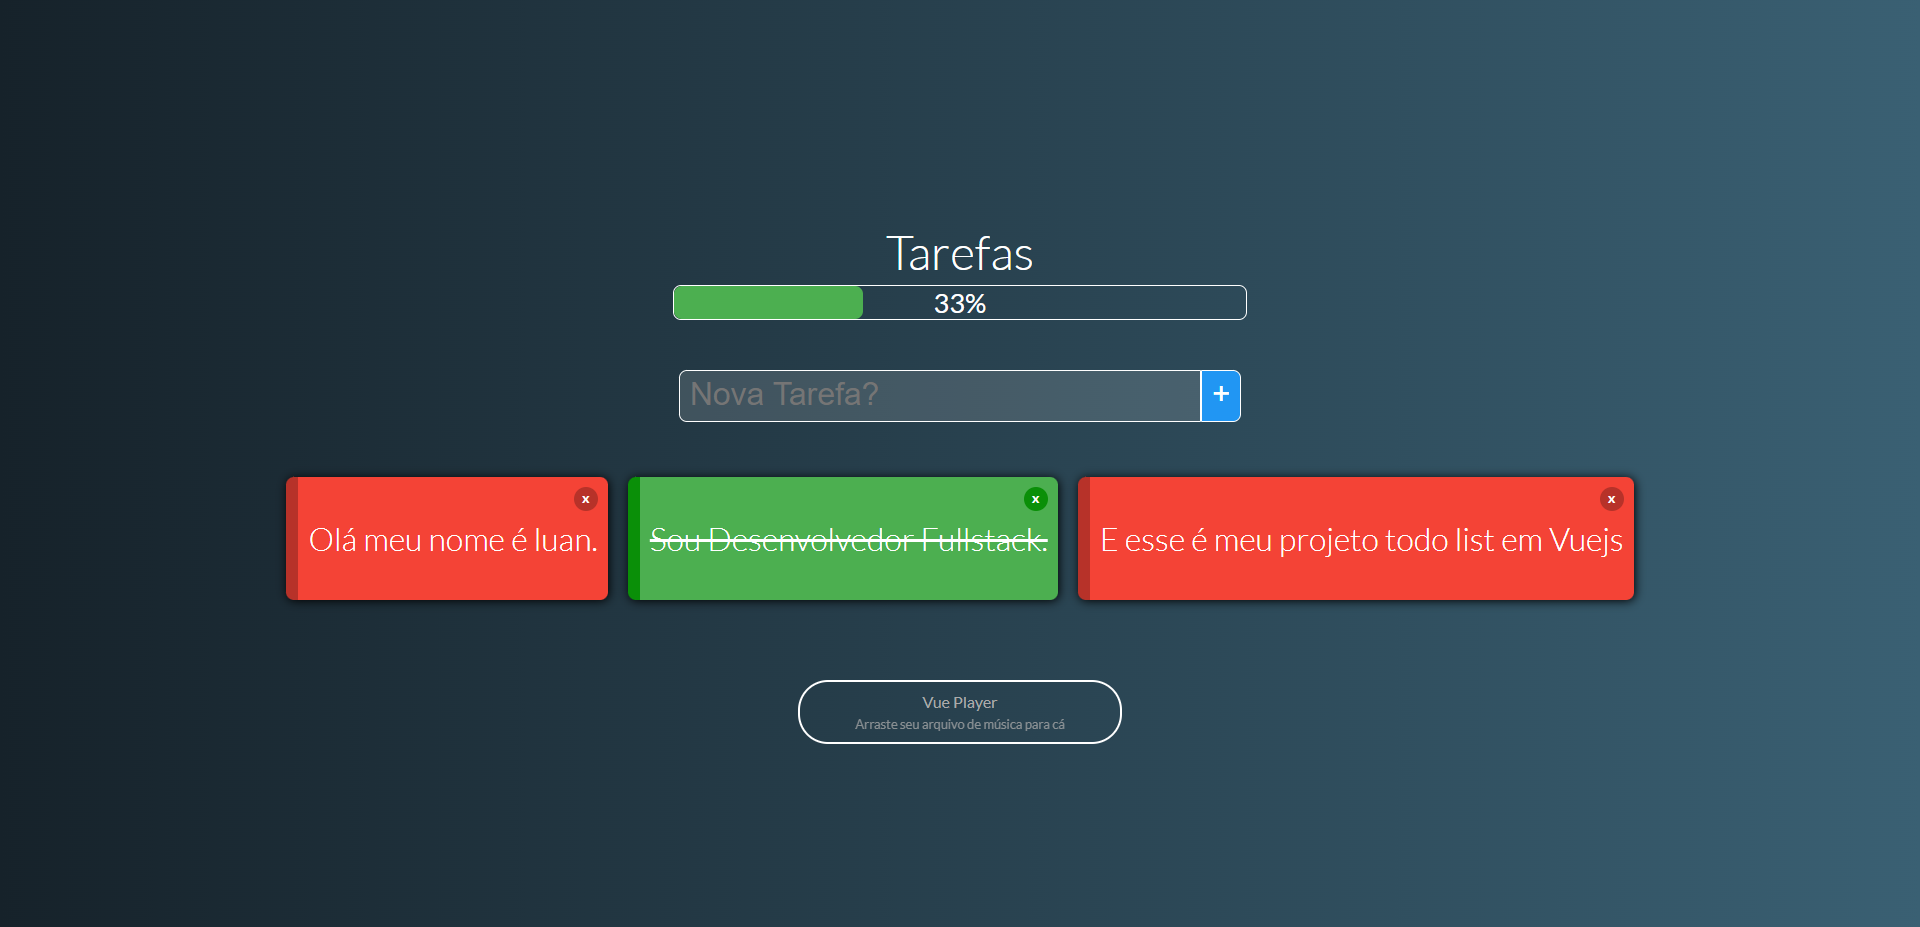 Tarefas
33%
Nova Tarefa?
+
x
x
x
Olá meu nome é luan.
Sou Desenvolvedor Fullstack.
E esse é meu projeto todo list em Vuejs
Vue Player
Arraste seu arquivo de música para cá